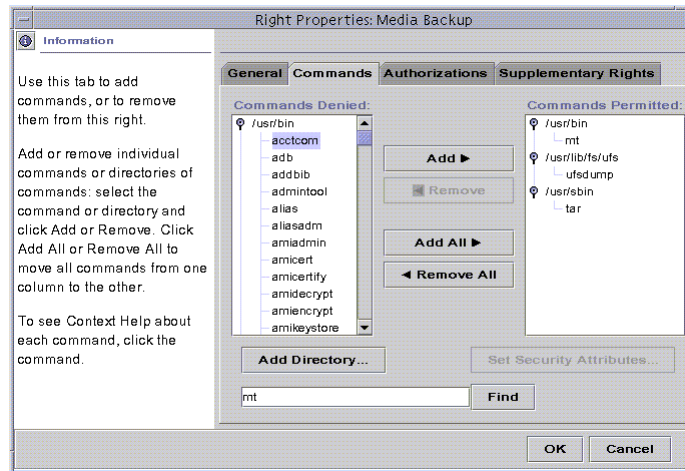 Right Properties: Media Backup
Information
Use this tab to add
commands, or to remove
them from this right.
Add or remove individual
commands or directories of
commands: select the
command or directory and
click Add or Remove. Click
Add All or Remove All to
move all commands from one
column to the other.
To see Context Help about
each command, click the
command.
General Commands Authorizations Supplementary Rights
Commands Denied:
/usr/bin
acctcom
adb
addbib
admintool
alias
aliasadm
amiadmin
amicert
amicertify
amidecrypt
amiencrypt
amikeystore
Add
Remove
Add All
Remove All
Commands Permitted:
/usr/bin
mt
/usr/lib/fs/ufs
ufsdump
/usr/sbin
tar
Add Directory...
Set Security Attributes...
mt
Find
OK
Cancel